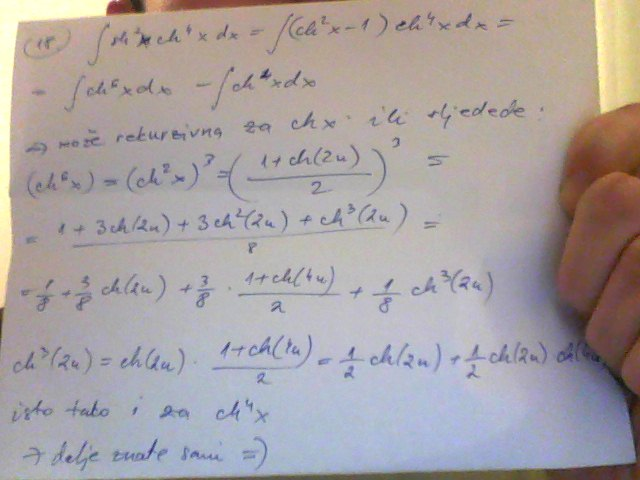 18. ∫sh²x ch⁴x dx = ∫(ch²x-1) ch⁴x dx =
= ∫ch⁶x dx - ∫ch⁴x dx
⇒ može rekurzivna za chx ili sljedeće:
(ch⁶x) = (ch²x)³ = ((1+ch(2u))/2)³ =
= (1+3ch(2u)+3ch²(2u)+ch³(2u))/8 =
= 1/8 + 3/8 ch(2u) + 3/8 · (1+ch(4u))/2 + 1/8 ch³(2u)
ch³(2u) = ch(2u) · (1+ch(4u))/2 = 1/2 ch(2u) + 1/2 ch(2u) ch(4u)
isto tako i za ch⁴x
→ dalje znate sami =)